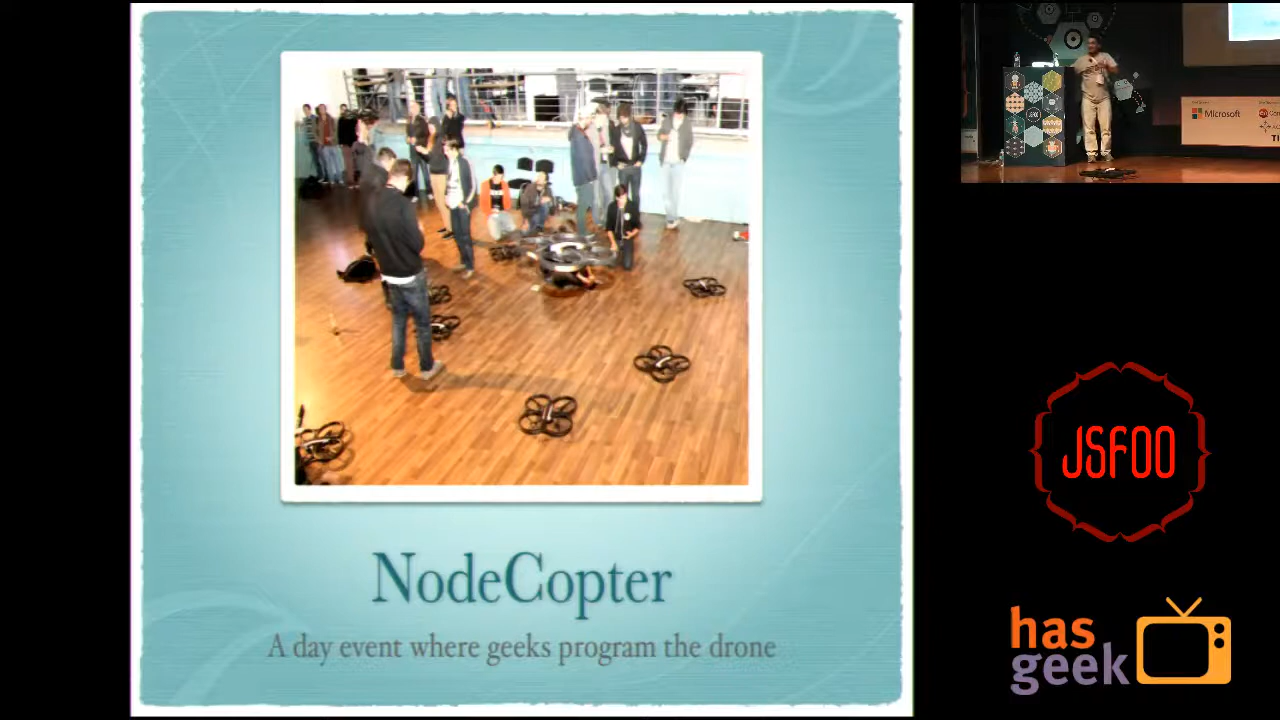 NodeCopter
A day event where geeks program the drone
Microsoft
JSFOO
has
geek